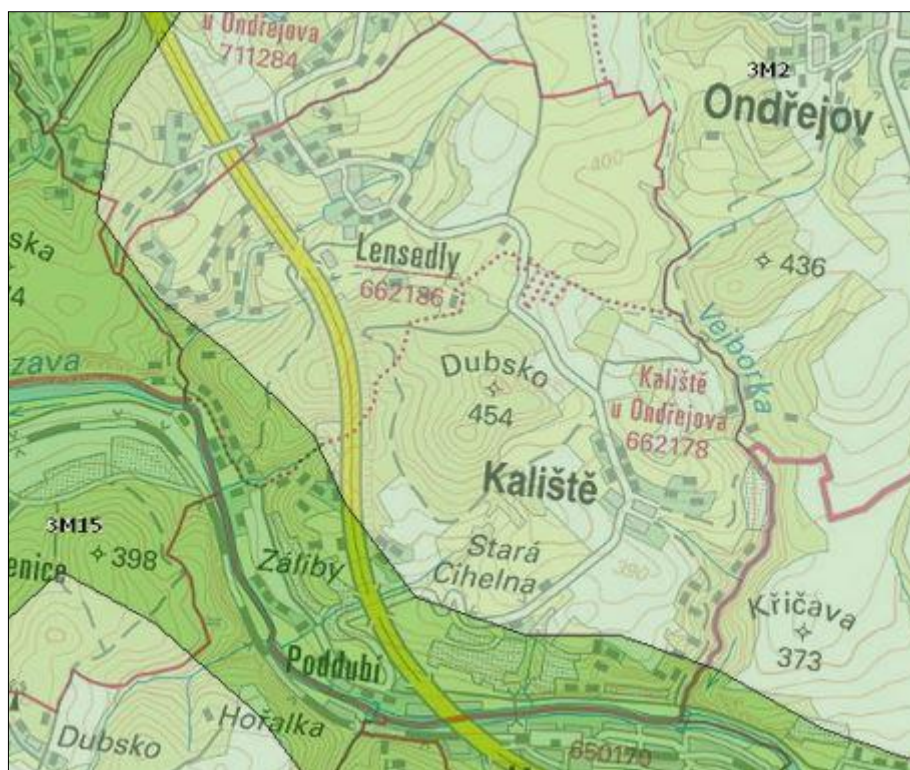 u Ondřejova
711284
3M2
Ondřejov
400
436
Lensedly
662186
Vejborka
Dubsko
454
Kaliště
u Ondřejova
662178
Kaliště
3M15
398
Záliby
Stará
Cihelna
390
Křičava
373
Poddubí
Hořalka
Dubsko
650170